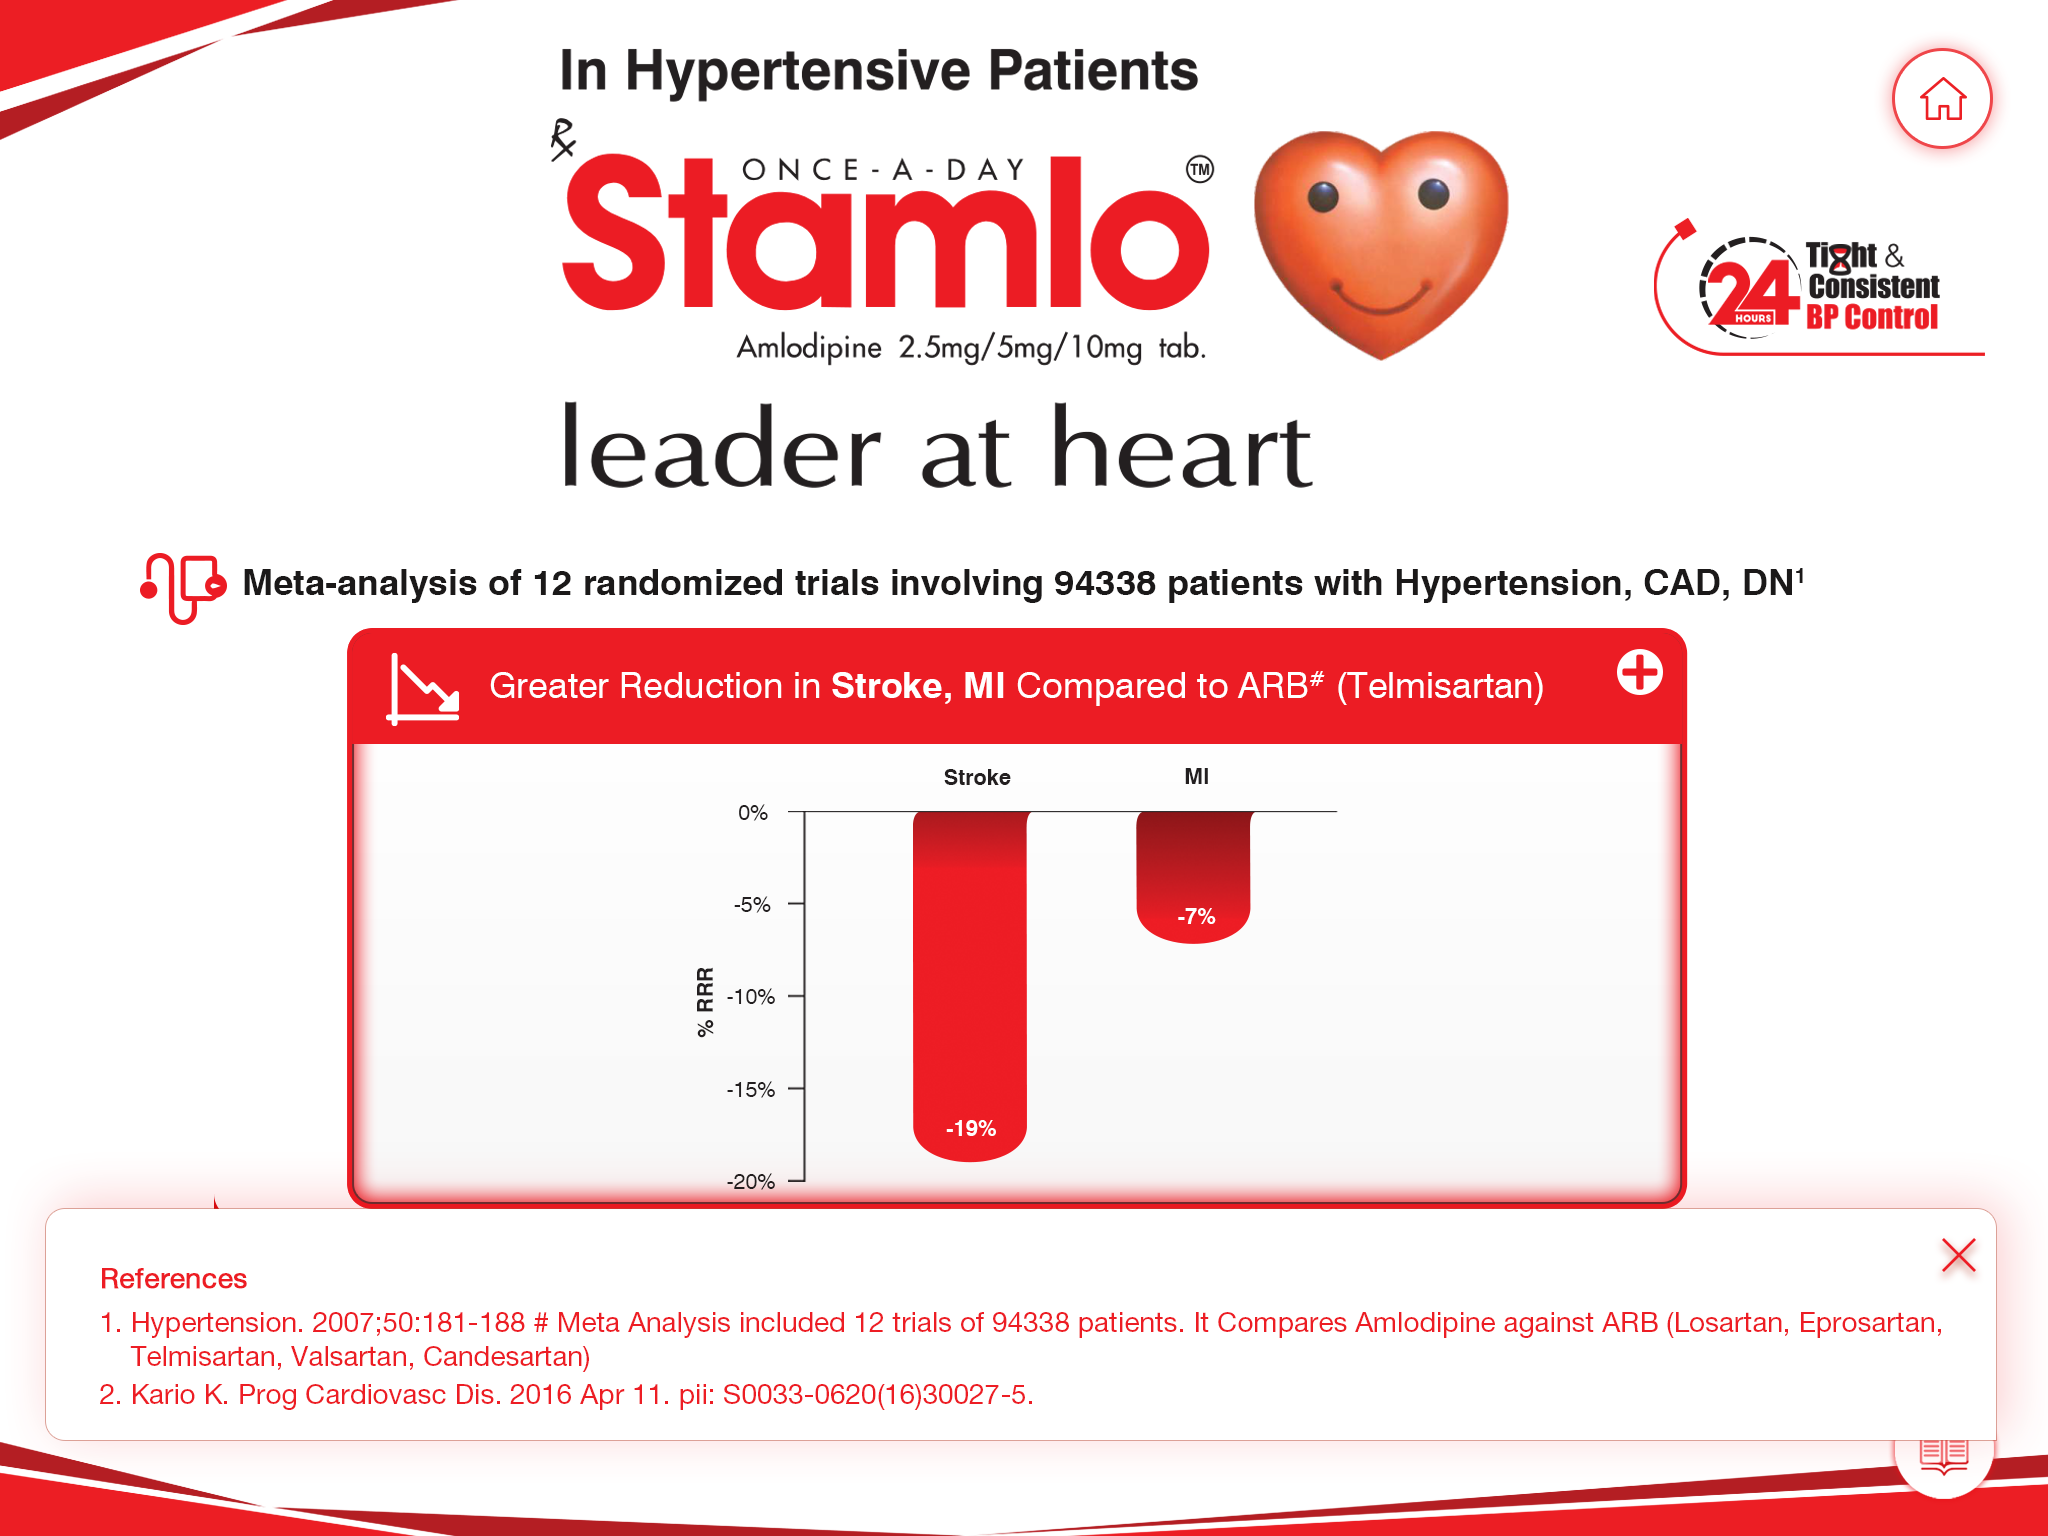 In Hypertensive Patients
℞
ONCE-A-DAY
Stamlo™
Amlodipine 2.5mg/5mg/10mg tab.
leader at heart
24 HOURS
Tight &
Consistent
BP Control
Meta-analysis of 12 randomized trials involving 94338 patients with Hypertension, CAD, DN¹
Greater Reduction in Stroke, MI Compared to ARB# (Telmisartan)
Stroke MI
0%
-5%
-7%
% RRR
-10%
-15%
-19%
-20%
References
1. Hypertension. 2007;50:181-188 # Meta Analysis included 12 trials of 94338 patients. It Compares Amlodipine against ARB (Losartan, Eprosartan,
Telmisartan, Valsartan, Candesartan)
2. Kario K. Prog Cardiovasc Dis. 2016 Apr 11. pii: S0033-0620(16)30027-5.